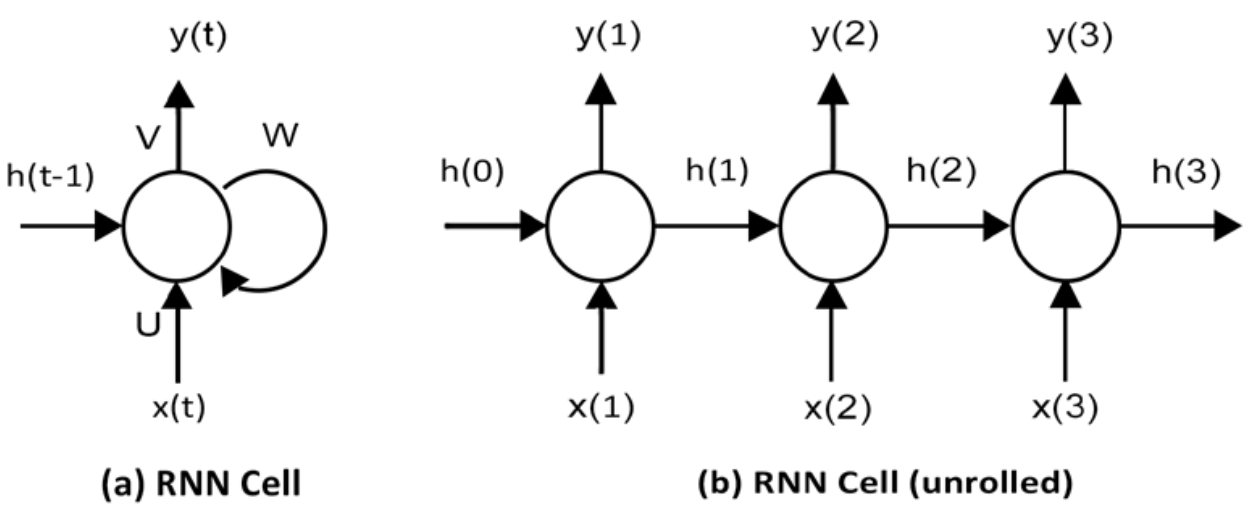 y(t)
V
W
h(t-1)
U
x(t)
(a) RNN Cell
y(1)
y(2)
y(3)
h(0)
h(1)
h(2)
h(3)
x(1)
x(2)
x(3)
(b) RNN Cell (unrolled)